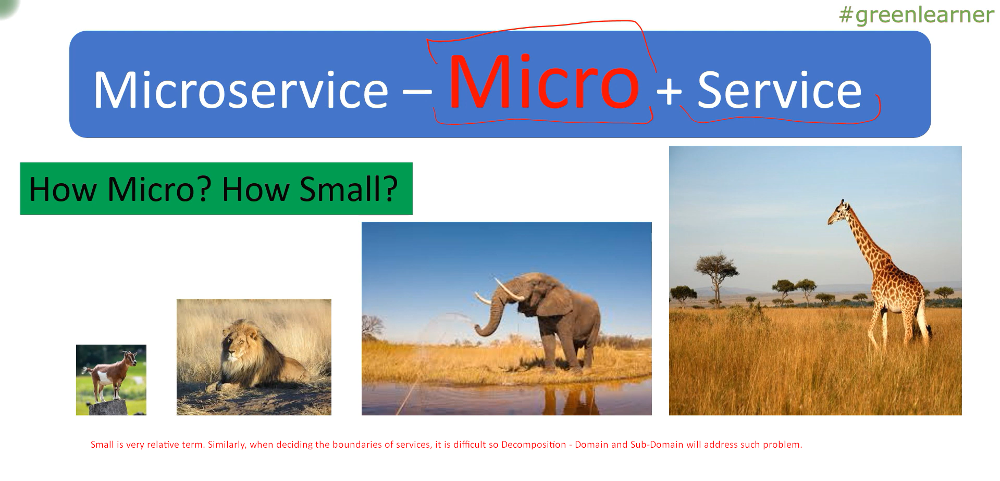 #greenlearner
Microservice – Micro + Service
How Micro? How Small?
Small is very relative term. Similarly, when deciding the boundaries of services, it is difficult so Decomposition - Domain and Sub-Domain will address such problem.